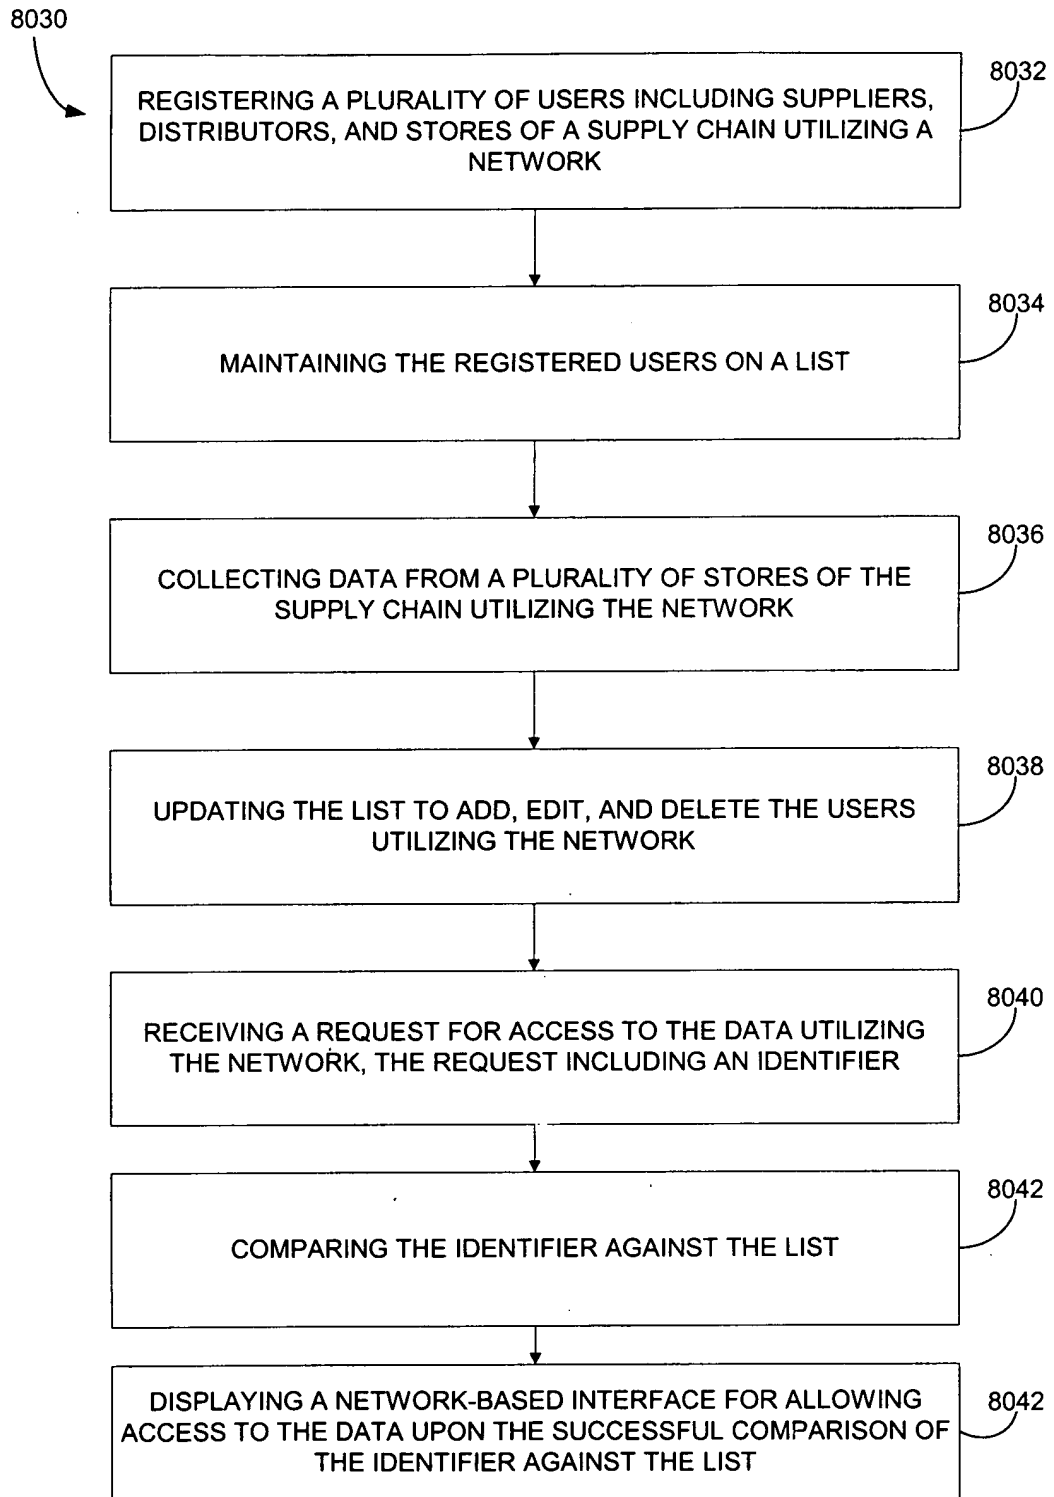 8030
8032
REGISTERING A PLURALITY OF USERS INCLUDING SUPPLIERS,
DISTRIBUTORS, AND STORES OF A SUPPLY CHAIN UTILIZING A
NETWORK
8034
MAINTAINING THE REGISTERED USERS ON A LIST
8036
COLLECTING DATA FROM A PLURALITY OF STORES OF THE
SUPPLY CHAIN UTILIZING THE NETWORK
8038
UPDATING THE LIST TO ADD, EDIT, AND DELETE THE USERS
UTILIZING THE NETWORK
8040
RECEIVING A REQUEST FOR ACCESS TO THE DATA UTILIZING
THE NETWORK, THE REQUEST INCLUDING AN IDENTIFIER
8042
COMPARING THE IDENTIFIER AGAINST THE LIST
8042
DISPLAYING A NETWORK-BASED INTERFACE FOR ALLOWING
ACCESS TO THE DATA UPON THE SUCCESSFUL COMPARISON OF
THE IDENTIFIER AGAINST THE LIST